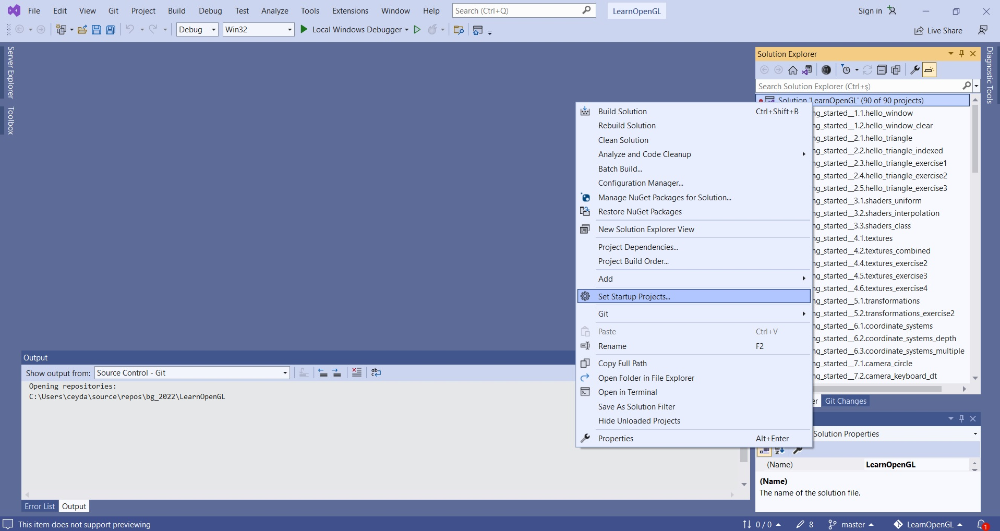 File Edit View Git Project Build Debug Test Analyze Tools Extensions Window Help Search (Ctrl+Q) LearnOpenGL Sign in
Debug Win32 Local Windows Debugger Live Share
Server Explorer
Toolbox
Solution Explorer
Search Solution Explorer (Ctrl+ş)
Solution 'LearnOpenGL' (90 of 90 projects)
ng_started__1.1.hello_window
ng_started__1.2.hello_window_clear
ng_started__2.1.hello_triangle
ng_started__2.2.hello_triangle_indexed
ng_started__2.3.hello_triangle_exercise1
ng_started__2.4.hello_triangle_exercise2
ng_started__2.5.hello_triangle_exercise3
ng_started__3.1.shaders_uniform
ng_started__3.2.shaders_interpolation
ng_started__3.3.shaders_class
ng_started__4.1.textures
ng_started__4.2.textures_combined
ng_started__4.4.textures_exercise2
ng_started__4.5.textures_exercise3
ng_started__4.6.textures_exercise4
ng_started__5.1.transformations
ng_started__5.2.transformations_exercise2
ng_started__6.1.coordinate_systems
ng_started__6.2.coordinate_systems_depth
ng_started__6.3.coordinate_systems_multiple
ng_started__7.1.camera_circle
ng_started__7.2.camera_keyboard_dt
er Git Changes
Diagnostic Tools
Build Solution Ctrl+Shift+B
Rebuild Solution
Clean Solution
Analyze and Code Cleanup
Batch Build...
Configuration Manager...
Manage NuGet Packages for Solution...
Restore NuGet Packages
New Solution Explorer View
Project Dependencies...
Project Build Order...
Add
Set Startup Projects...
Git
Paste Ctrl+V
Rename F2
Copy Full Path
Open Folder in File Explorer
Open in Terminal
Save As Solution Filter
Hide Unloaded Projects
Properties Alt+Enter
Output
Show output from: Source Control - Git
Opening repositories:
C:\Users\ceyda\source\repos\bg_2022\LearnOpenGL
Error List Output
Solution Properties
(Name) LearnOpenGL
(Name)
The name of the solution file.
This item does not support previewing 0 / 0 8 master LearnOpenGL 1